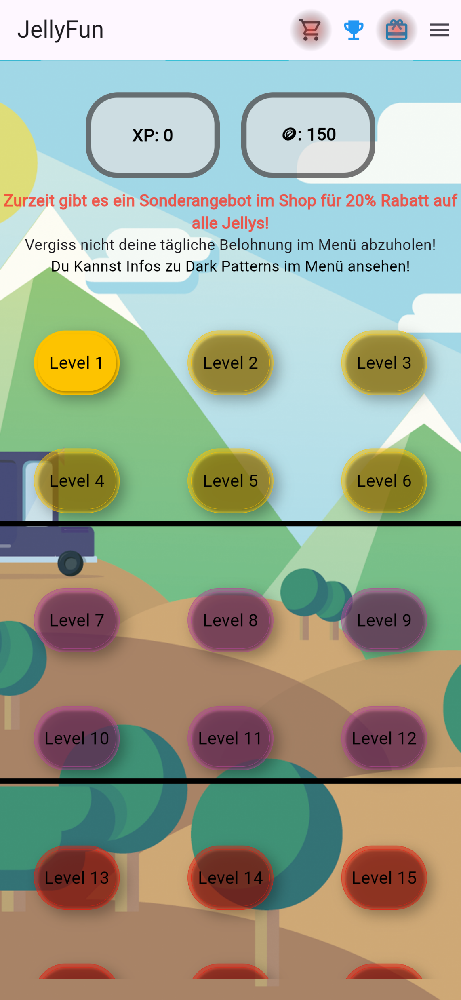 JellyFun
XP: 0
: 150
Zurzeit gibt es ein Sonderangebot im Shop für 20% Rabatt auf
alle Jellys!
Vergiss nicht deine tägliche Belohnung im Menü abzuholen!
Du Kannst Infos zu Dark Patterns im Menü ansehen!
Level 1
Level 2
Level 3
Level 4
Level 5
Level 6
Level 7
Level 8
Level 9
Level 10
Level 11
Level 12
Level 13
Level 14
Level 15